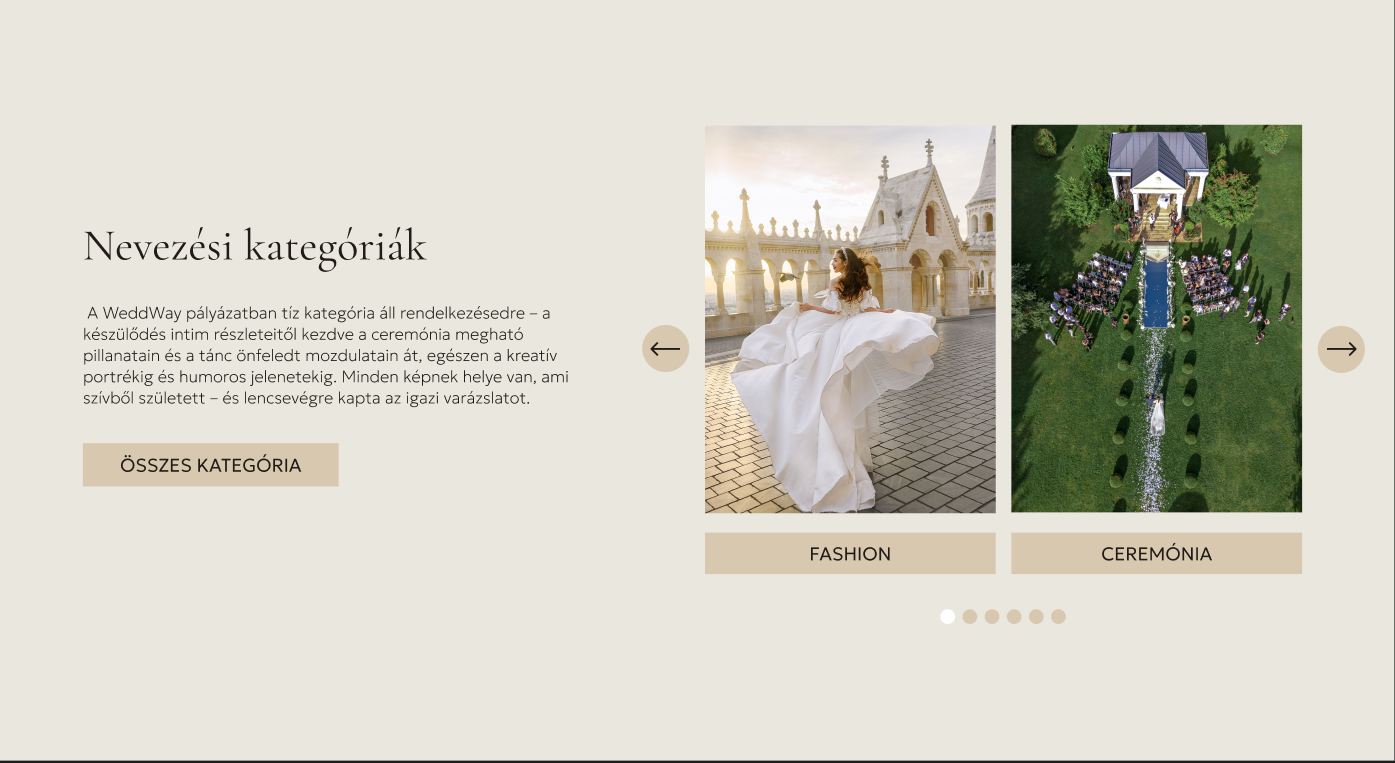 Nevezési kategóriák
A WeddWay pályázatban tíz kategória áll rendelkezésedre – a
készülődés intim részleteitől kezdve a ceremónia megható
pillanatain és a tánc önfeledt mozdulatain át, egészen a kreatív
portrékig és humoros jelenetekig. Minden képnek helye van, ami
szívből született – és lencsevégre kapta az igazi varázslatot.
ÖSSZES KATEGÓRIA
FASHION
CEREMÓNIA